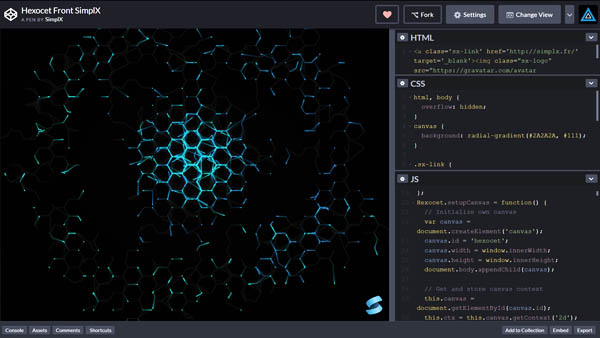 Hexocet Front SimplX
A PEN BY SimplX
Fork
Settings
Change View
HTML
<a class='sx-link' href='http://simplx.fr/'
target='_blank'><img class="sx-logo"
src="https://gravatar.com/avatar
CSS
html, body {
overflow: hidden;
}
canvas {
background: radial-gradient(#2A2A2A, #111);
}
.sx-link {
JS
};
Hexocet.setupCanvas = function() {
// Initialize own canvas
var canvas =
document.createElement('canvas');
canvas.id = 'hexocet';
canvas.width = window.innerWidth;
canvas.height = window.innerHeight;
document.body.appendChild(canvas);
// Get and store canvas context
this.canvas =
document.getElementById(canvas.id);
this.ctx = this.canvas.getContext('2d');
Console
Assets
Comments
Shortcuts
Add to Collection
Embed
Export